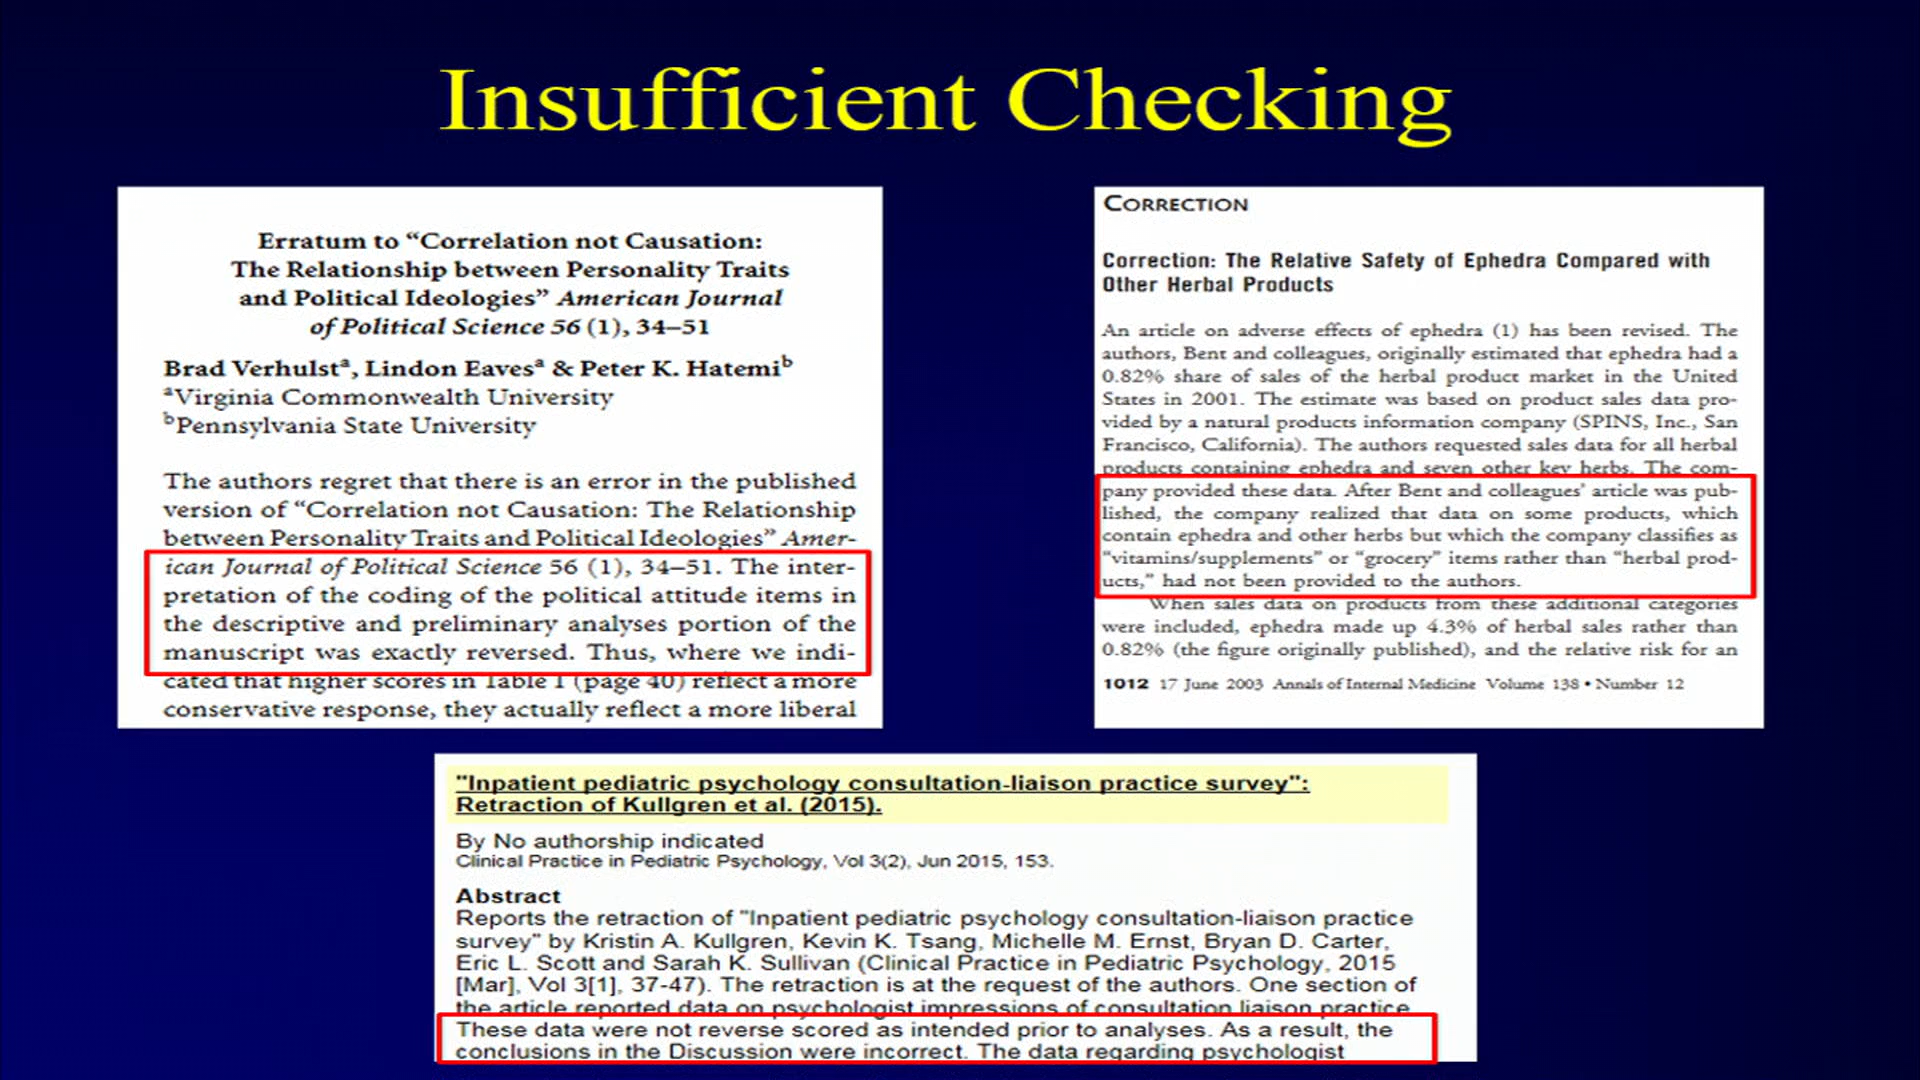 Insufficient Checking
Erratum to “Correlation not Causation:
The Relationship between Personality Traits
and Political Ideologies” American Journal
of Political Science 56 (1), 34–51
Brad Verhulstᵃ, Lindon Eavesᵃ & Peter K. Hatemiᵇ
ᵃVirginia Commonwealth University
ᵇPennsylvania State University
The authors regret that there is an error in the published
version of “Correlation not Causation: The Relationship
between Personality Traits and Political Ideologies” Amer-
ican Journal of Political Science 56 (1), 34–51. The inter-
pretation of the coding of the political attitude items in
the descriptive and preliminary analyses portion of the
manuscript was exactly reversed. Thus, where we indi-
cated that higher scores in Table 1 (page 40) reflect a more
conservative response, they actually reflect a more liberal
CORRECTION
Correction: The Relative Safety of Ephedra Compared with
Other Herbal Products
An article on adverse effects of ephedra (1) has been revised. The
authors, Bent and colleagues, originally estimated that ephedra had a
0.82% share of sales of the herbal product market in the United
States in 2001. The estimate was based on product sales data pro-
vided by a natural products information company (SPINS, Inc., San
Francisco, California). The authors requested sales data for all herbal
products containing ephedra and seven other key herbs. The com-
pany provided these data. After Bent and colleagues’ article was pub-
lished, the company realized that data on some products, which
contain ephedra and other herbs but which the company classifies as
“vitamins/supplements” or “grocery” items rather than “herbal prod-
ucts,” had not been provided to the authors.
When sales data on products from these additional categories
were included, ephedra made up 4.3% of herbal sales rather than
0.82% (the figure originally published), and the relative risk for an
1012 17 June 2003 Annals of Internal Medicine Volume 138 • Number 12
"Inpatient pediatric psychology consultation-liaison practice survey":
Retraction of Kullgren et al. (2015).
By No authorship indicated
Clinical Practice in Pediatric Psychology, Vol 3(2), Jun 2015, 153.
Abstract
Reports the retraction of "Inpatient pediatric psychology consultation-liaison practice
survey" by Kristin A. Kullgren, Kevin K. Tsang, Michelle M. Ernst, Bryan D. Carter,
Eric L. Scott and Sarah K. Sullivan (Clinical Practice in Pediatric Psychology, 2015
[Mar], Vol 3[1], 37-47). The retraction is at the request of the authors. One section of
the article reported data on psychologist impressions of consultation liaison practice.
These data were not reverse scored as intended prior to analyses. As a result, the
conclusions in the Discussion were incorrect. The data regarding psychologist